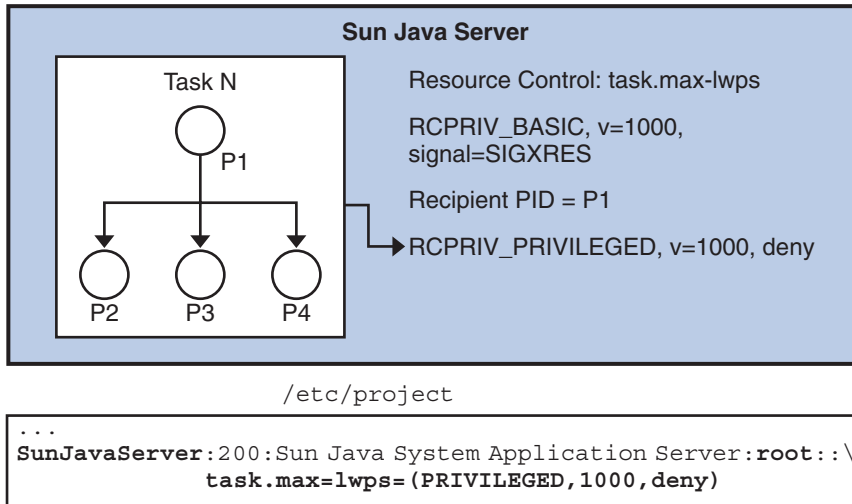 Sun Java Server
Task N
P1
P2 P3 P4
Resource Control: task.max-lwps
RCPRIV_BASIC, v=1000,
signal=SIGXRES
Recipient PID = P1
RCPRIV_PRIVILEGED, v=1000, deny
/etc/project
...
SunJavaServer:200:Sun Java System Application Server:root::\
task.max=lwps=(PRIVILEGED,1000,deny)